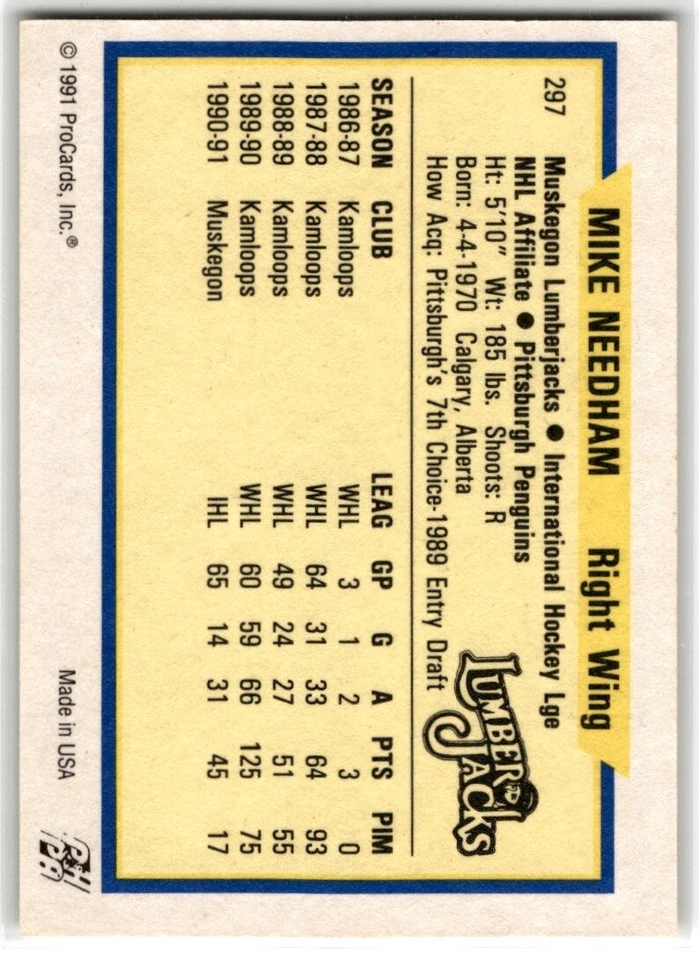 MIKE NEEDHAM Right Wing
297 Muskegon Lumberjacks ● International Hockey Lge
NHL Affiliate ● Pittsburgh Penguins
Ht: 5'10" Wt: 185 lbs. Shoots: R
Born: 4-4-1970 Calgary, Alberta
How Acq: Pittsburgh's 7th Choice-1989 Entry Draft
LUMBER JACKS
SEASON CLUB LEAG GP G A PTS PIM
1986-87 Kamloops WHL 3 1 2 3 0
1987-88 Kamloops WHL 64 31 33 64 93
1988-89 Kamloops WHL 49 24 27 51 55
1989-90 Kamloops WHL 60 59 66 125 75
1990-91 Muskegon IHL 65 14 31 45 17
© 1991 ProCards, Inc.® Made in USA
PHPA